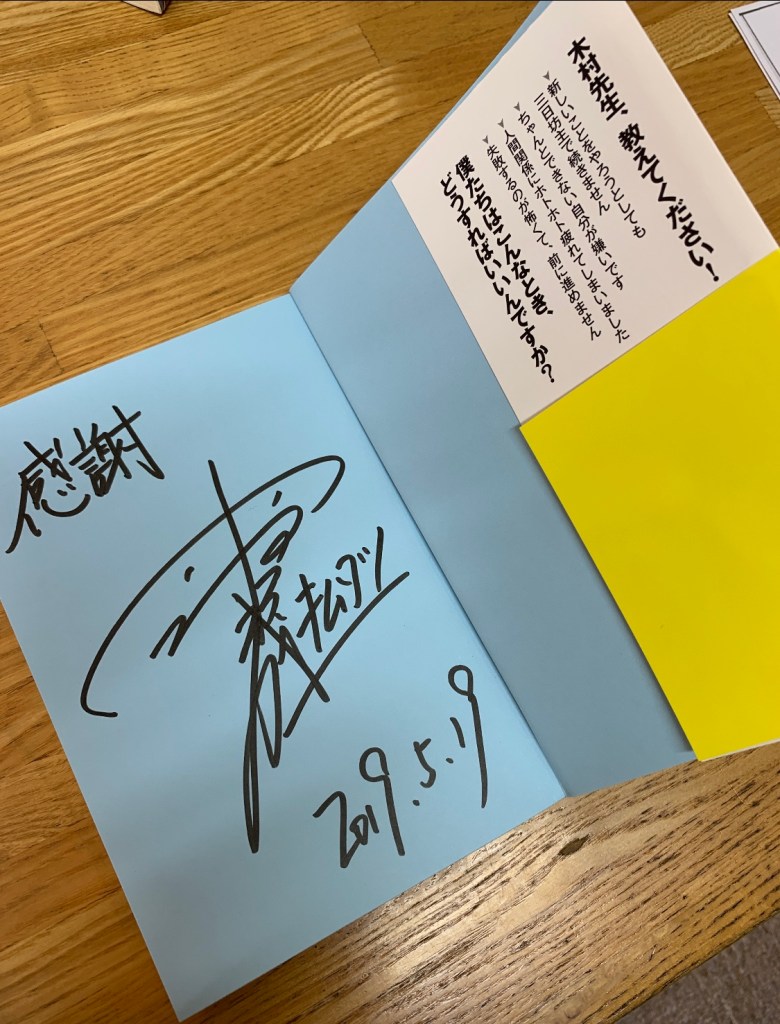 木村先生、教えてください！
▼新しいことをやろうとしても
三日坊主で続きません
▼ちゃんとできない自分が嫌いです
▼人間関係にホトホト疲れてしまいました
▼失敗するのが怖くて、前に進めません
僕たちはこんなとき、
どうすればいいんですか？
感謝
2019.5.19